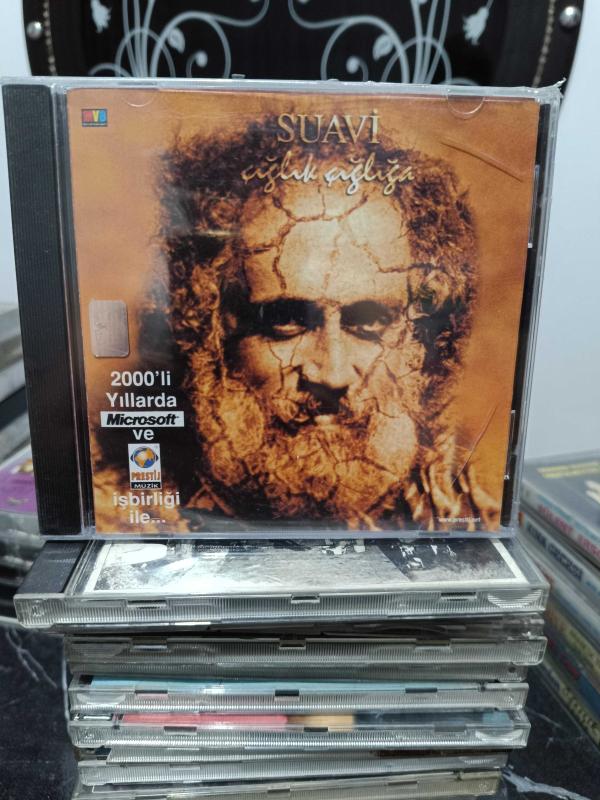 SUAVİ
çığlık çığlığa
2000'li
Yıllarda
Microsoft
ve
PRESTİJ
MÜZİK
işbirliği
ile...
www.prestij.net